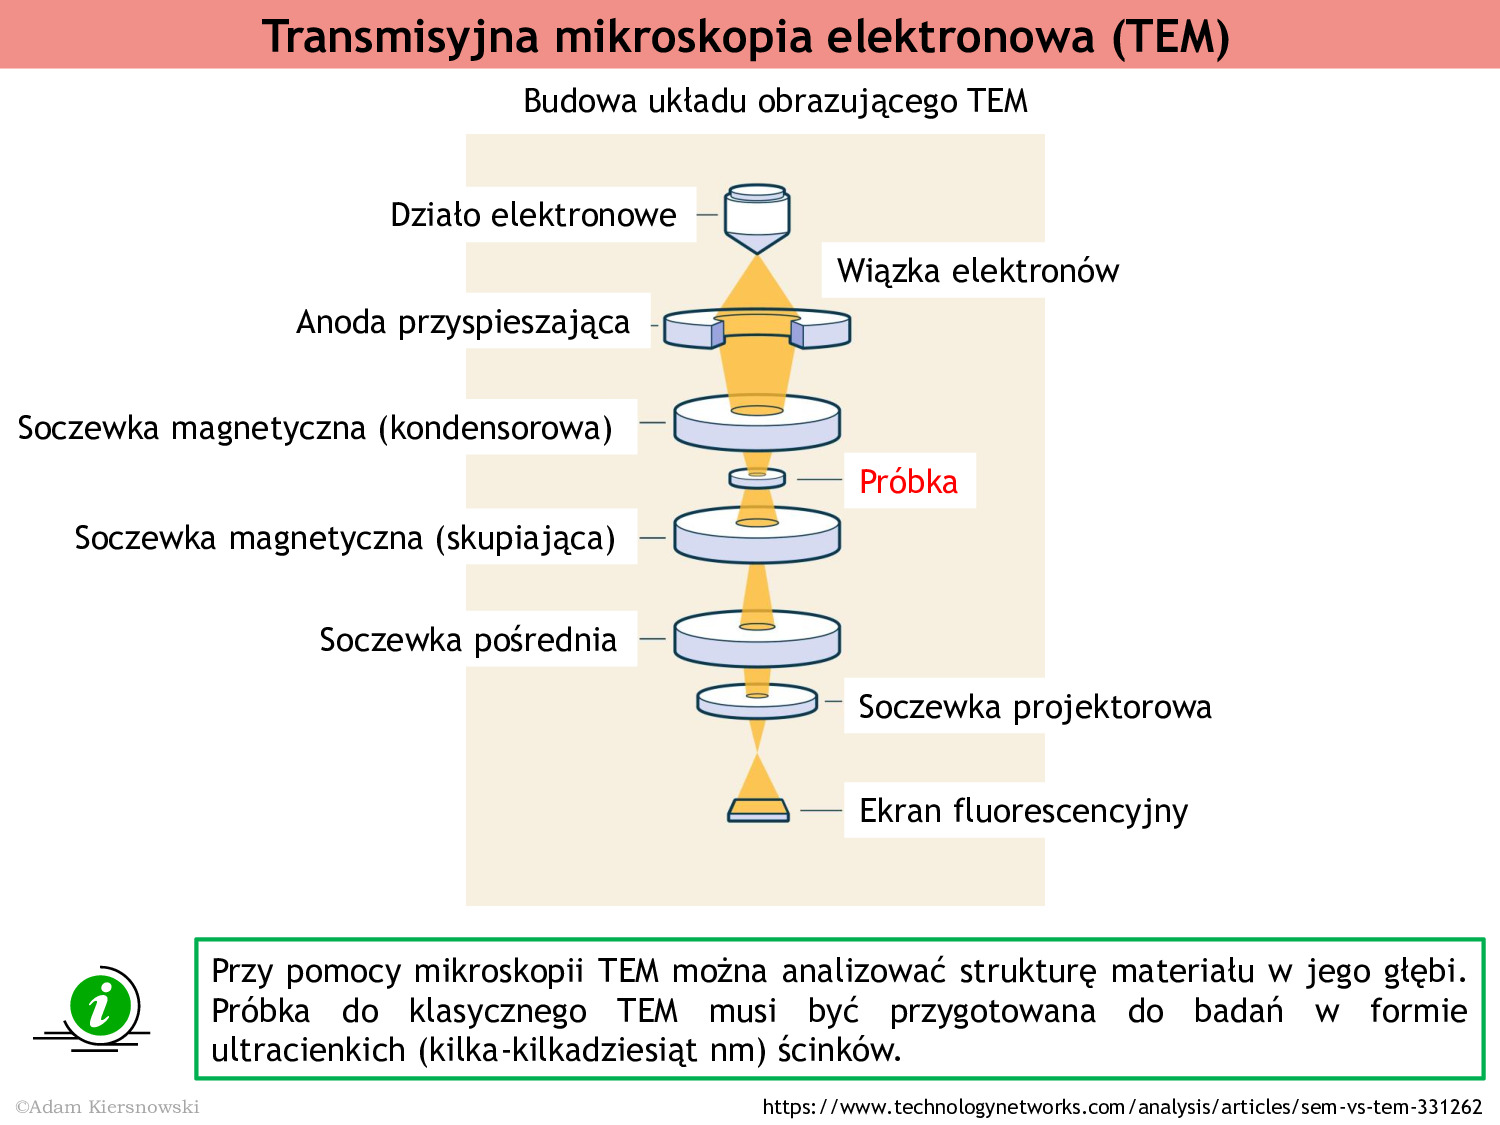 Transmisyjna mikroskopia elektronowa (TEM)
Budowa układu obrazującego TEM
Działo elektronowe
Wiązka elektronów
Anoda przyspieszająca
Soczewka magnetyczna (kondensorowa)
Próbka
Soczewka magnetyczna (skupiająca)
Soczewka pośrednia
Soczewka projektorowa
Ekran fluorescencyjny
Przy pomocy mikroskopii TEM można analizować strukturę materiału w jego głębi.
Próbka do klasycznego TEM musi być przygotowana do badań w formie
ultracienkich (kilka-kilkadziesiąt nm) ścinków.
©Adam Kiersnowski
https://www.technologynetworks.com/analysis/articles/sem-vs-tem-331262